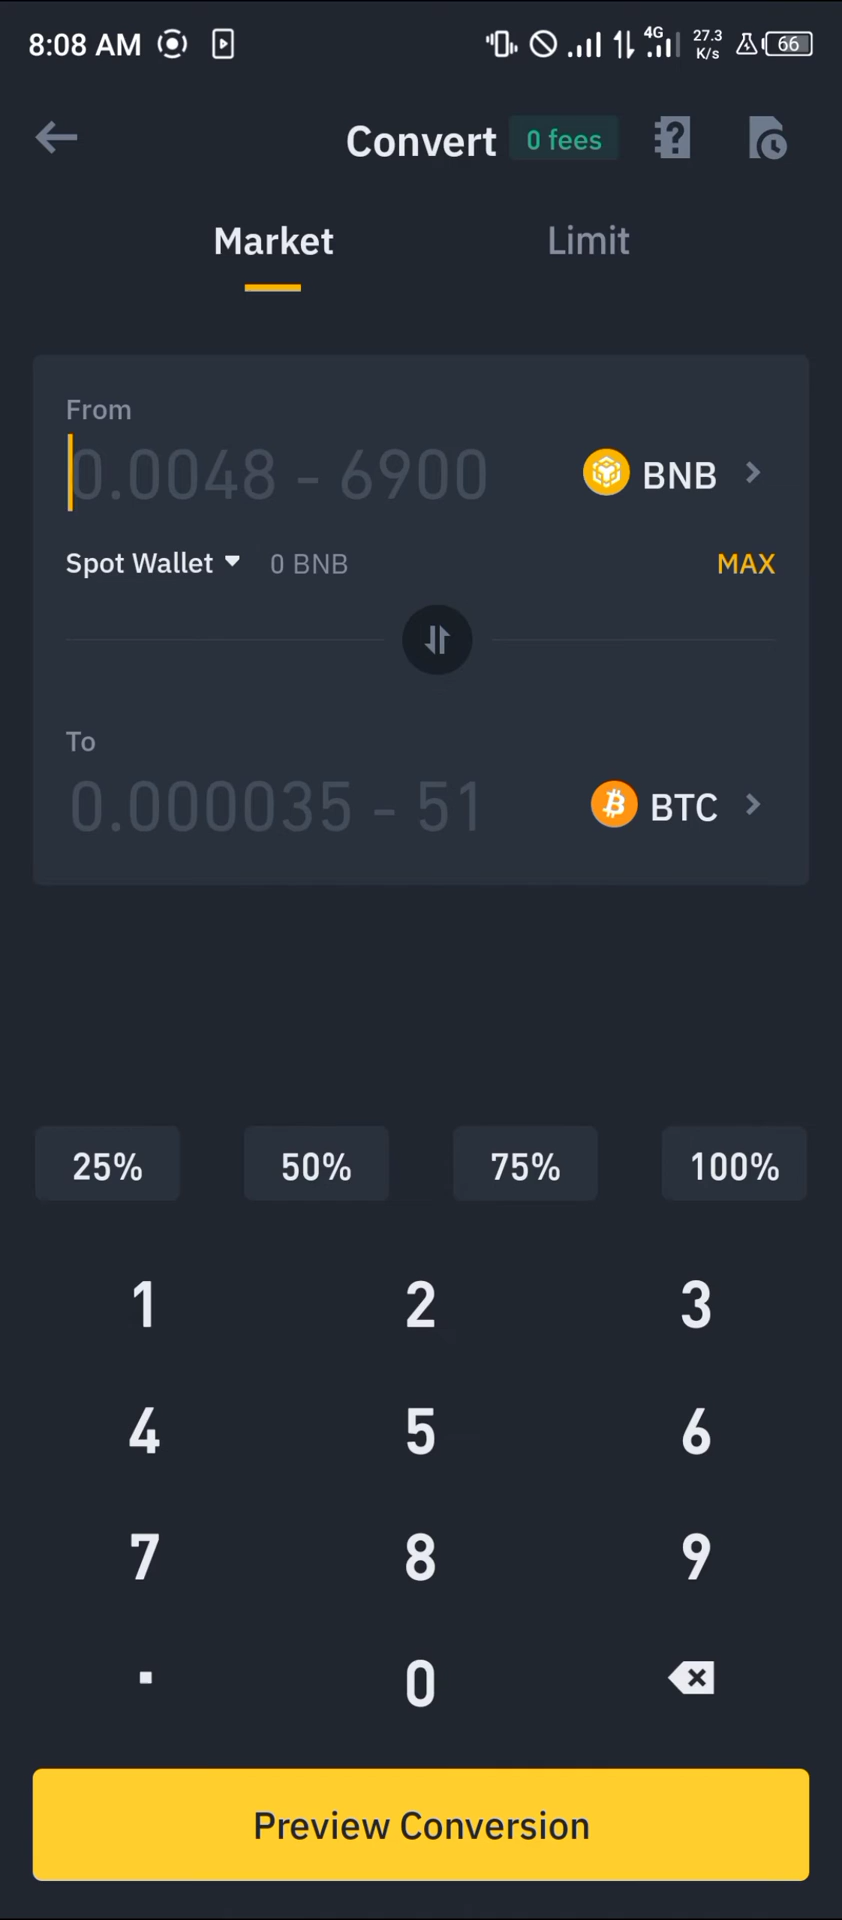 8:08 AM 4G 27.3 K/s 66
Convert 0 fees
Market Limit
From
0.0048 - 6900 BNB
Spot Wallet 0 BNB MAX
To
0.000035 - 51 BTC
25% 50% 75% 100%
1 2 3
4 5 6
7 8 9
. 0
Preview Conversion